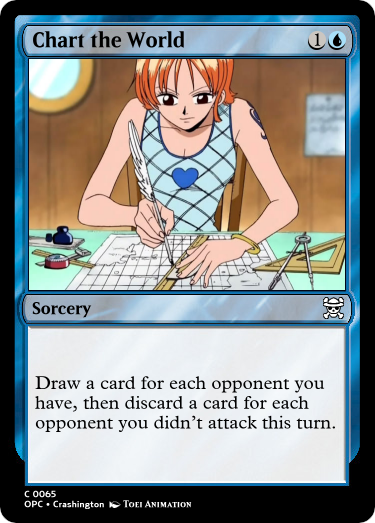 Chart the World 1
Sorcery
Draw a card for each opponent you
have, then discard a card for each
opponent you didn't attack this turn.
C 0065
OPC • Crashington TOEI ANIMATION